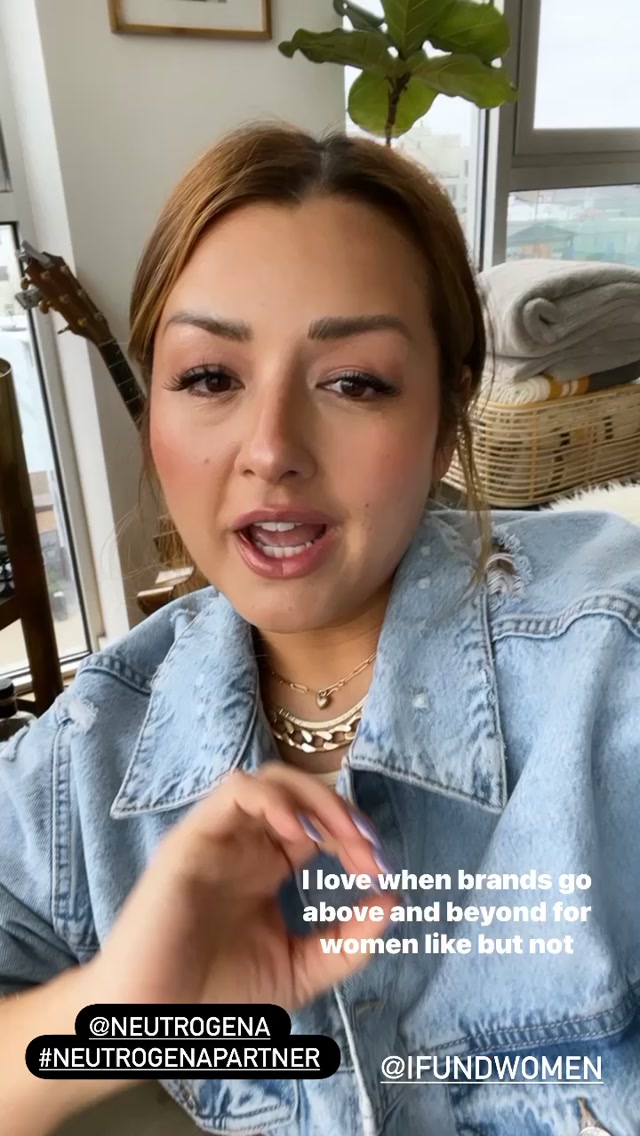 I love when brands go
above and beyond for
women like but not
@NEUTROGENA
#NEUTROGENAPARTNER
@IFUNDWOMEN